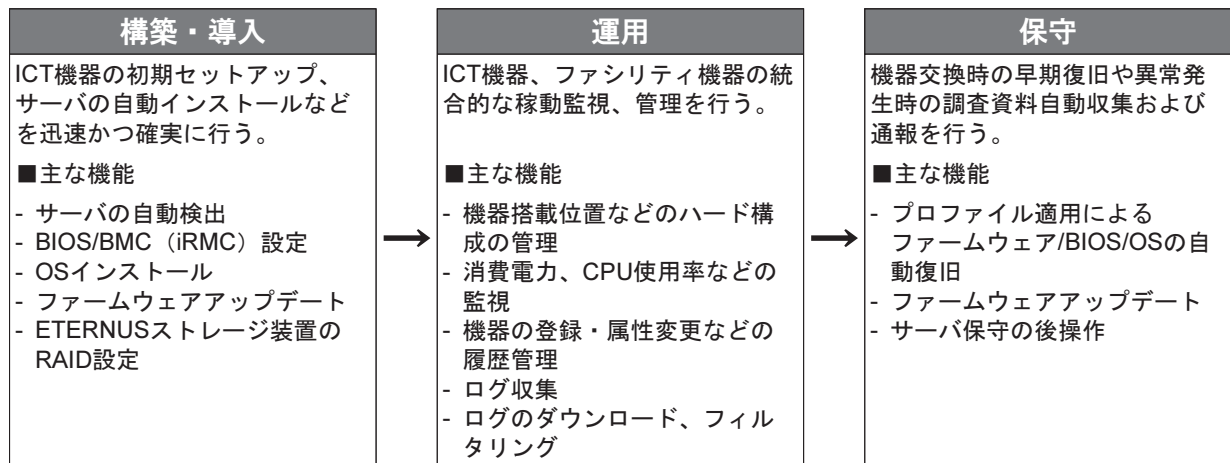 構築・導入
ICT機器の初期セットアップ、
サーバの自動インストールなど
を迅速かつ確実に行う。
■主な機能
- サーバの自動検出
- BIOS/BMC（iRMC）設定
- OSインストール
- ファームウェアアップデート
- ETERNUSストレージ装置の
RAID設定
運用
ICT機器、ファシリティ機器の統
合的な稼動監視、管理を行う。
■主な機能
- 機器搭載位置などのハード構
成の管理
- 消費電力、CPU使用率などの
監視
- 機器の登録・属性変更などの
履歴管理
- ログ収集
- ログのダウンロード、フィル
タリング
保守
機器交換時の早期復旧や異常発
生時の調査資料自動収集および
通報を行う。
■主な機能
- プロファイル適用による
ファームウェア/BIOS/OSの自
動復旧
- ファームウェアアップデート
- サーバ保守の後操作